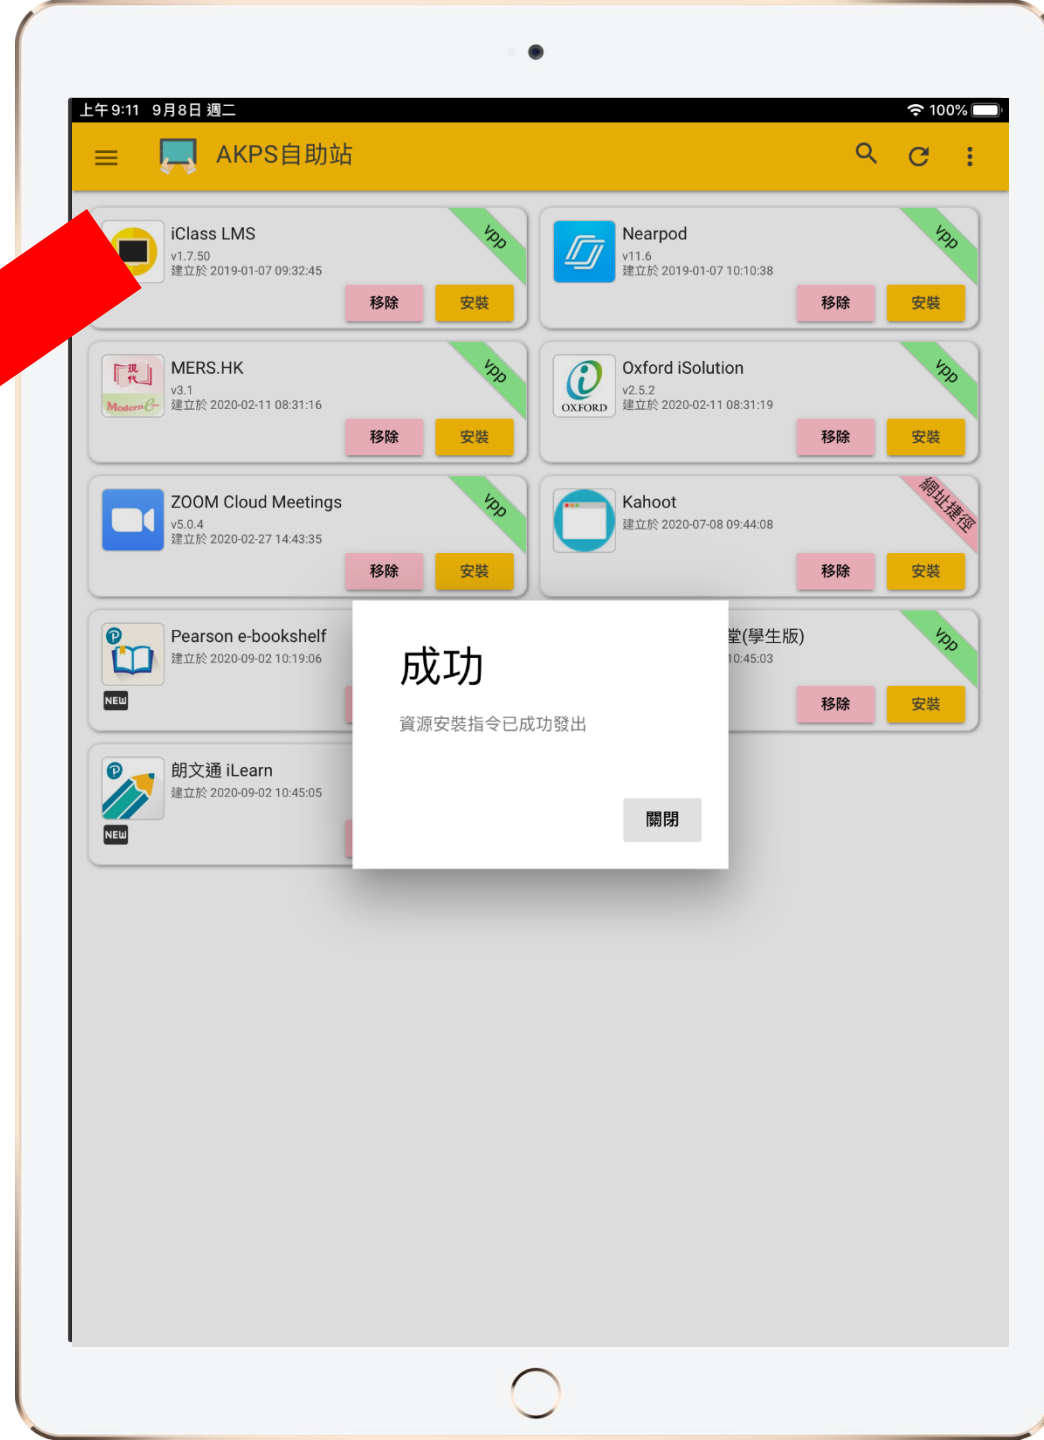 上午9:11 9月8日 週二
100%
AKPS自助站
iClass LMS
v1.7.50
建立於 2019-01-07 09:32:45
vpp
移除
安裝
Nearpod
v11.6
建立於 2019-01-07 10:10:38
vpp
移除
安裝
現代
Modern
MERS.HK
v3.1
建立於 2020-02-11 08:31:16
vpp
移除
安裝
OXFORD
Oxford iSolution
v2.5.2
建立於 2020-02-11 08:31:19
vpp
移除
安裝
ZOOM Cloud Meetings
v5.0.4
建立於 2020-02-27 14:43:35
vpp
移除
安裝
Kahoot
建立於 2020-07-08 09:44:08
網址捷徑
移除
安裝
Pearson e-bookshelf
建立於 2020-09-02 10:19:06
NEW
堂(學生版)
10:45:03
vpp
移除
安裝
朗文通 iLearn
建立於 2020-09-02 10:45:05
NEW
成功
資源安裝指令已成功發出
關閉